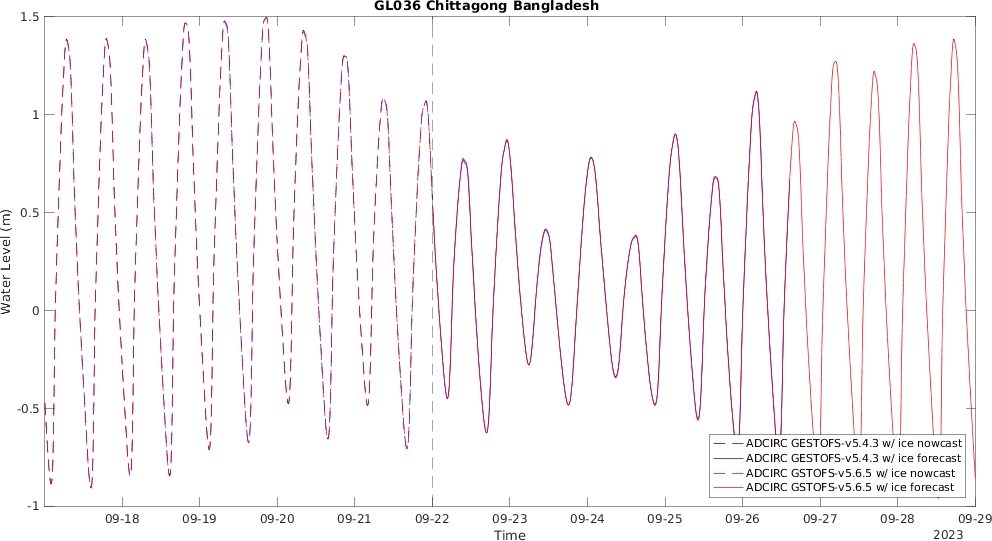 GL036 Chittagong Bangladesh
1.5
1
0.5
0
-0.5
-1
Water Level (m)
ADCIRC GESTOFS-v5.4.3 w/ ice nowcast
ADCIRC GESTOFS-v5.4.3 w/ ice forecast
ADCIRC GSTOFS-v5.6.5 w/ ice nowcast
ADCIRC GSTOFS-v5.6.5 w/ ice forecast
09-18 09-19 09-20 09-21 09-22 09-23 09-24 09-25 09-26 09-27 09-28 09-29
Time
2023